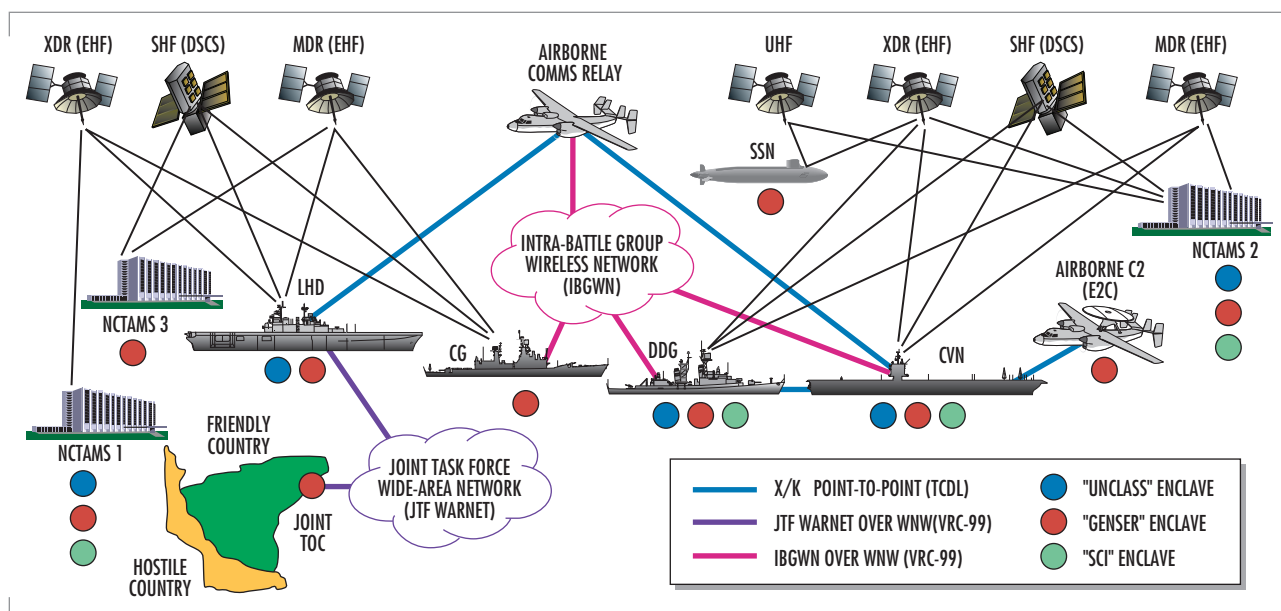 XDR (EHF)
SHF (DSCS)
MDR (EHF)
AIRBORNE
COMMS RELAY
UHF
XDR (EHF)
SHF (DSCS)
MDR (EHF)
SSN
INTRA-BATTLE GROUP
WIRELESS NETWORK
(IBGWN)
NCTAMS 2
AIRBORNE C2
(E2C)
LHD
NCTAMS 3
CG
DDG
CVN
NCTAMS 1
FRIENDLY
COUNTRY
JOINT
TOC
HOSTILE
COUNTRY
JOINT TASK FORCE
WIDE-AREA NETWORK
(JTF WARNET)
X/K POINT-TO-POINT (TCDL)
JTF WARNET OVER WNW(VRC-99)
IBGWN OVER WNW (VRC-99)
"UNCLASS" ENCLAVE
"GENSER" ENCLAVE
"SCI" ENCLAVE